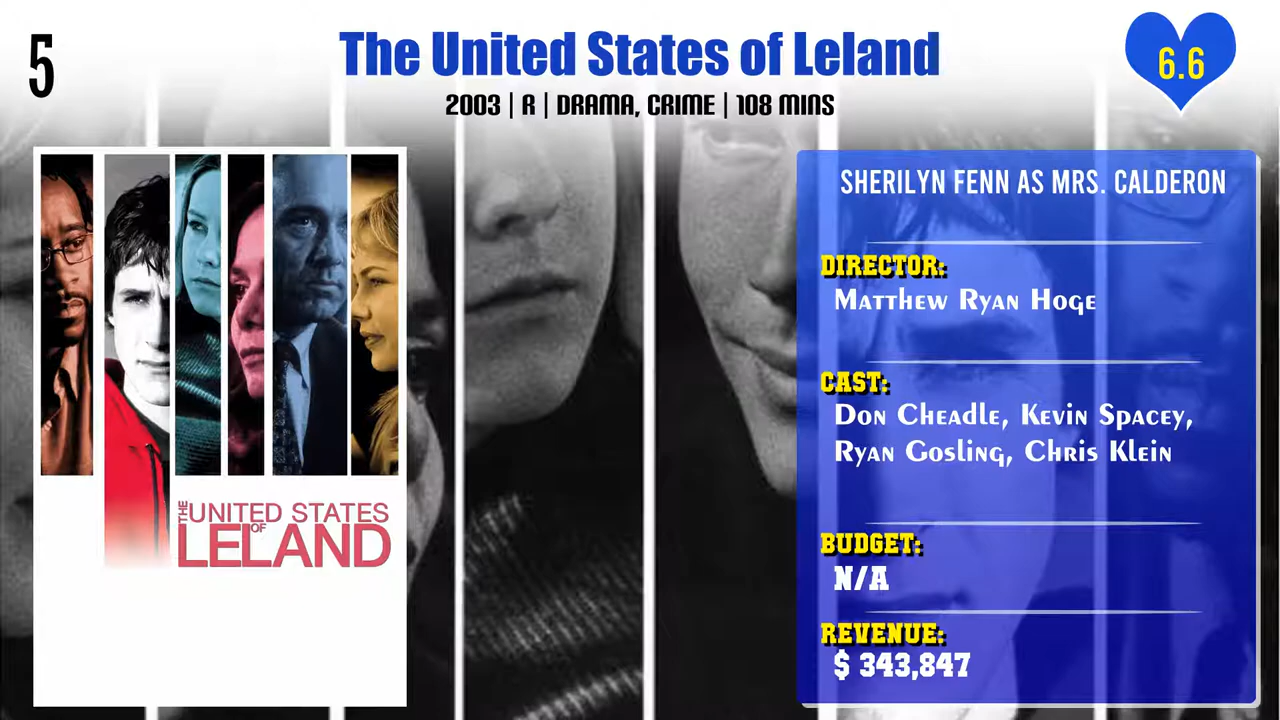 5
The United States of Leland
6.6
2003 | R | DRAMA, CRIME | 108 MINS
THE UNITED STATES
OF
LELAND
SHERILYN FENN AS MRS. CALDERON
DIRECTOR:
Matthew Ryan Hoge
CAST:
Don Cheadle, Kevin Spacey,
Ryan Gosling, Chris Klein
BUDGET:
N/A
REVENUE:
$ 343,847